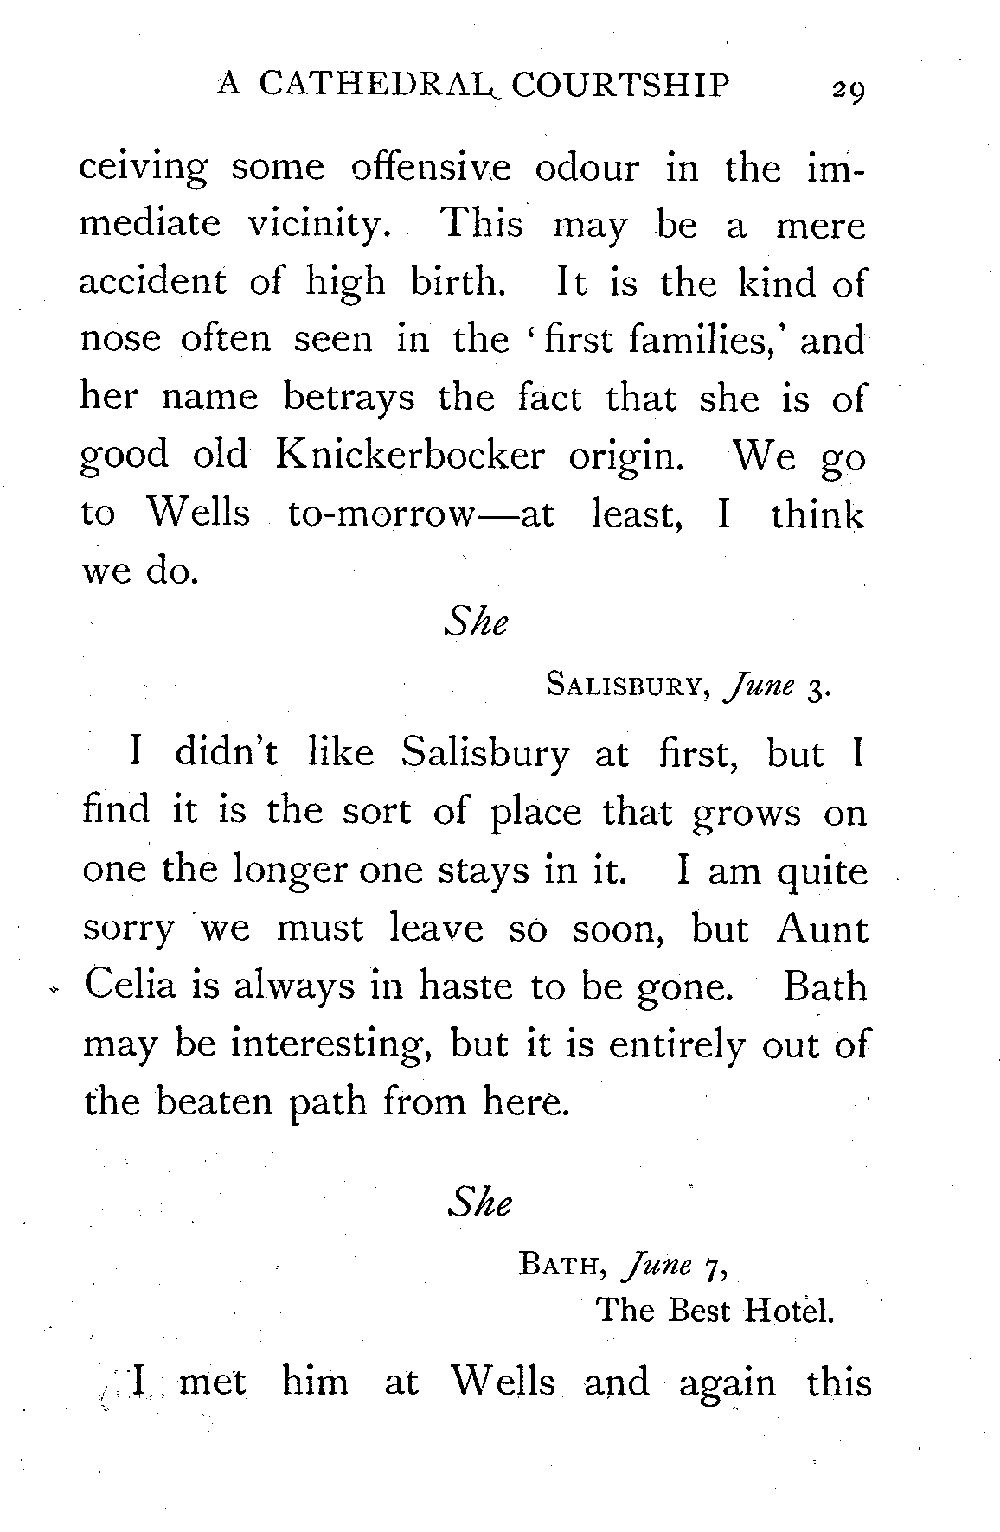 A CATHEDRAL COURTSHIP 29
ceiving some offensive odour in the im-
mediate vicinity. This may be a mere
accident of high birth. It is the kind of
nose often seen in the ‘first families,’ and
her name betrays the fact that she is of
good old Knickerbocker origin. We go
to Wells to-morrow—at least, I think
we do.
She
SALISBURY, June 3.
I didn’t like Salisbury at first, but I
find it is the sort of place that grows on
one the longer one stays in it. I am quite
sorry we must leave so soon, but Aunt
Celia is always in haste to be gone. Bath
may be interesting, but it is entirely out of
the beaten path from here.
She
BATH, June 7,
The Best Hotel.
I met him at Wells and again this